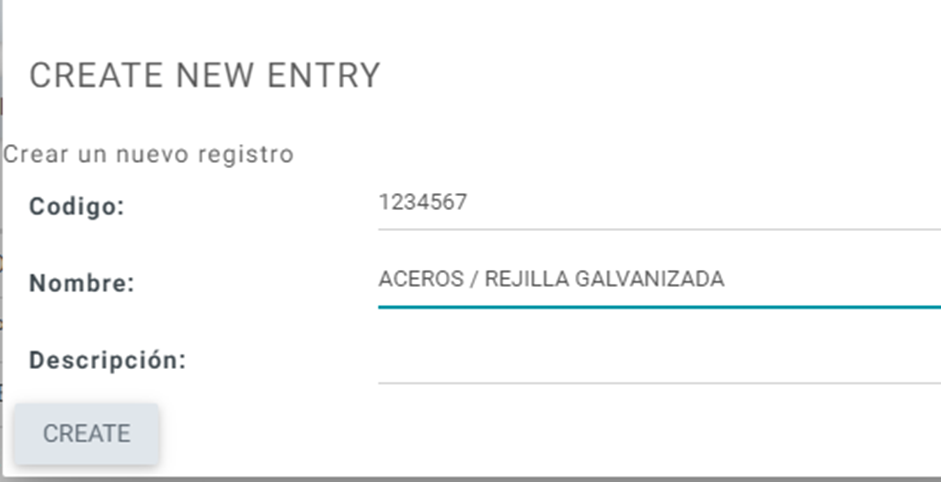 CREATE NEW ENTRY
Crear un nuevo registro
Codigo: 1234567
Nombre: ACEROS / REJILLA GALVANIZADA
Descripción:
CREATE